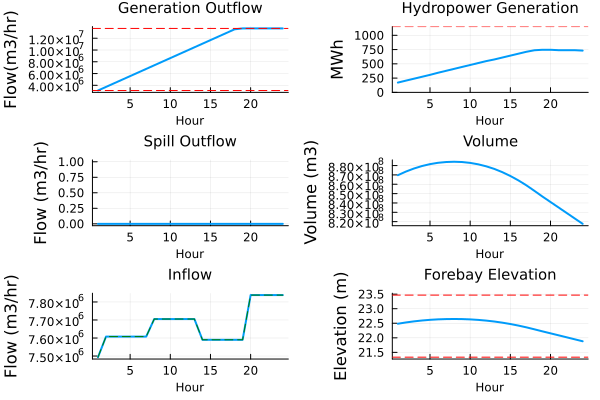 Generation Outflow
Flow(m3/hr)
1.20×10⁷
1.00×10⁷
8.00×10⁶
6.00×10⁶
4.00×10⁶
5 10 15 20
Hour
Hydropower Generation
MWh
1000
750
500
250
0
5 10 15 20
Hour
Spill Outflow
Flow (m3/hr)
1.00
0.75
0.50
0.25
0.00
5 10 15 20
Hour
Volume
Volume (m3)
8.80×10⁸
8.70×10⁸
8.60×10⁸
8.50×10⁸
8.40×10⁸
8.30×10⁸
8.20×10⁸
5 10 15 20
Hour
Inflow
Flow (m3/hr)
7.80×10⁶
7.70×10⁶
7.60×10⁶
7.50×10⁶
5 10 15 20
Hour
Forebay Elevation
Elevation (m)
23.5
23.0
22.5
22.0
21.5
5 10 15 20
Hour